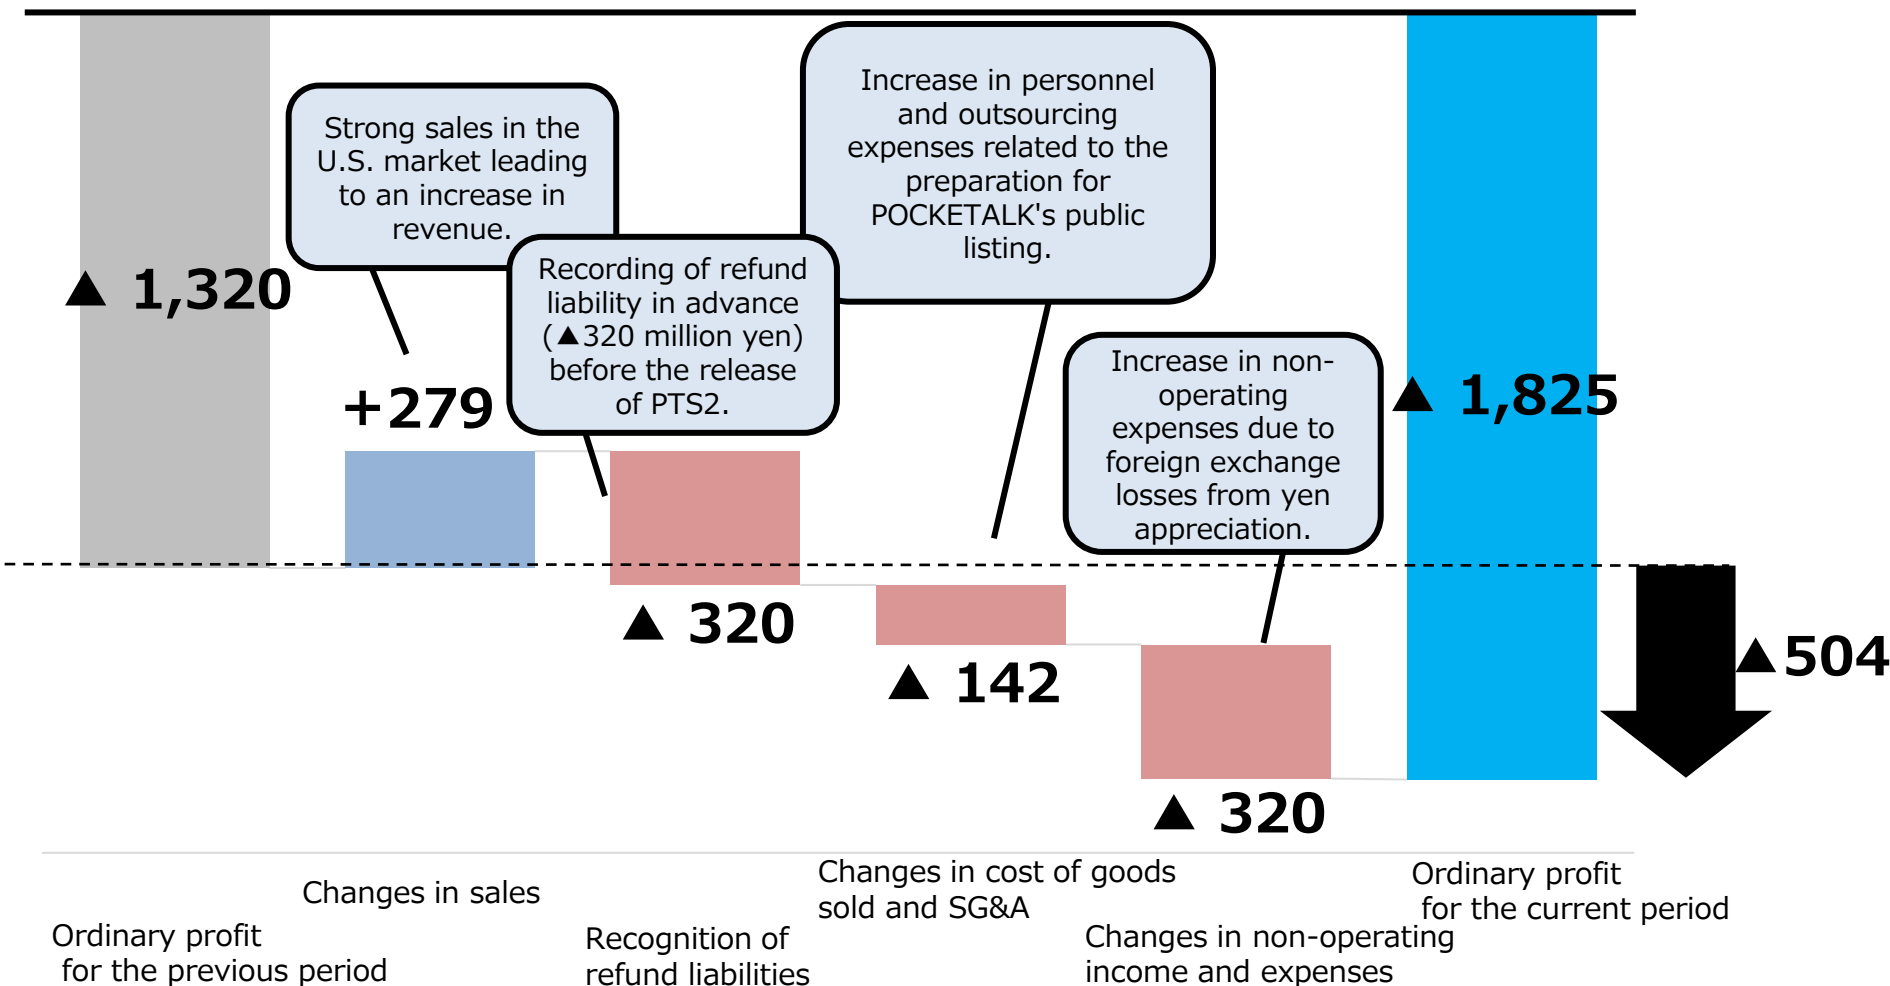 Strong sales in the
U.S. market leading
to an increase in
revenue.
Recording of refund
liability in advance
(▲320 million yen)
before the release
of PTS2.
Increase in personnel
and outsourcing
expenses related to the
preparation for
POCKETALK's public
listing.
Increase in non-
operating
expenses due to
foreign exchange
losses from yen
appreciation.
▲ 1,320
+279
▲ 320
▲ 142
▲ 320
▲ 1,825
▲504
Ordinary profit
for the previous period
Changes in sales
Recognition of
refund liabilities
Changes in cost of goods
sold and SG&A
Changes in non-operating
income and expenses
Ordinary profit
for the current period